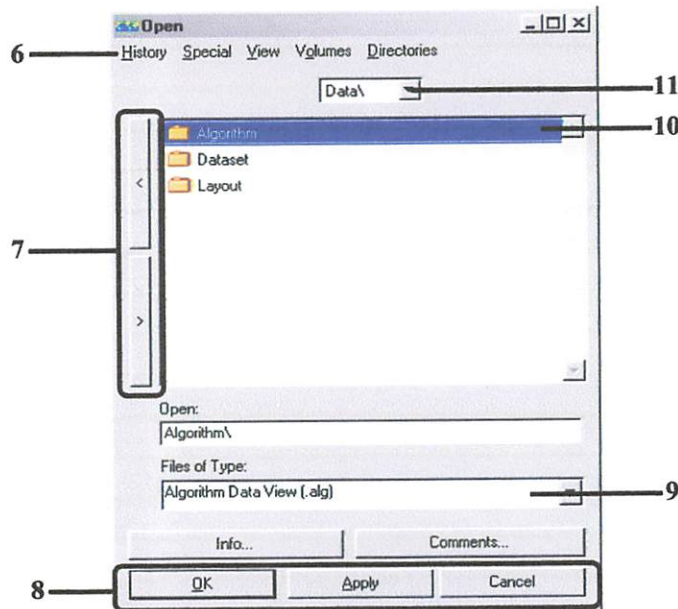 Open
6
History Special View Volumes Directories
Data\
11
Algorithm
10
Dataset
Layout
<
7
>
Open:
Algorithm\
Files of Type:
Algorithm Data View (.alg)
9
Info... Comments...
8
OK Apply Cancel